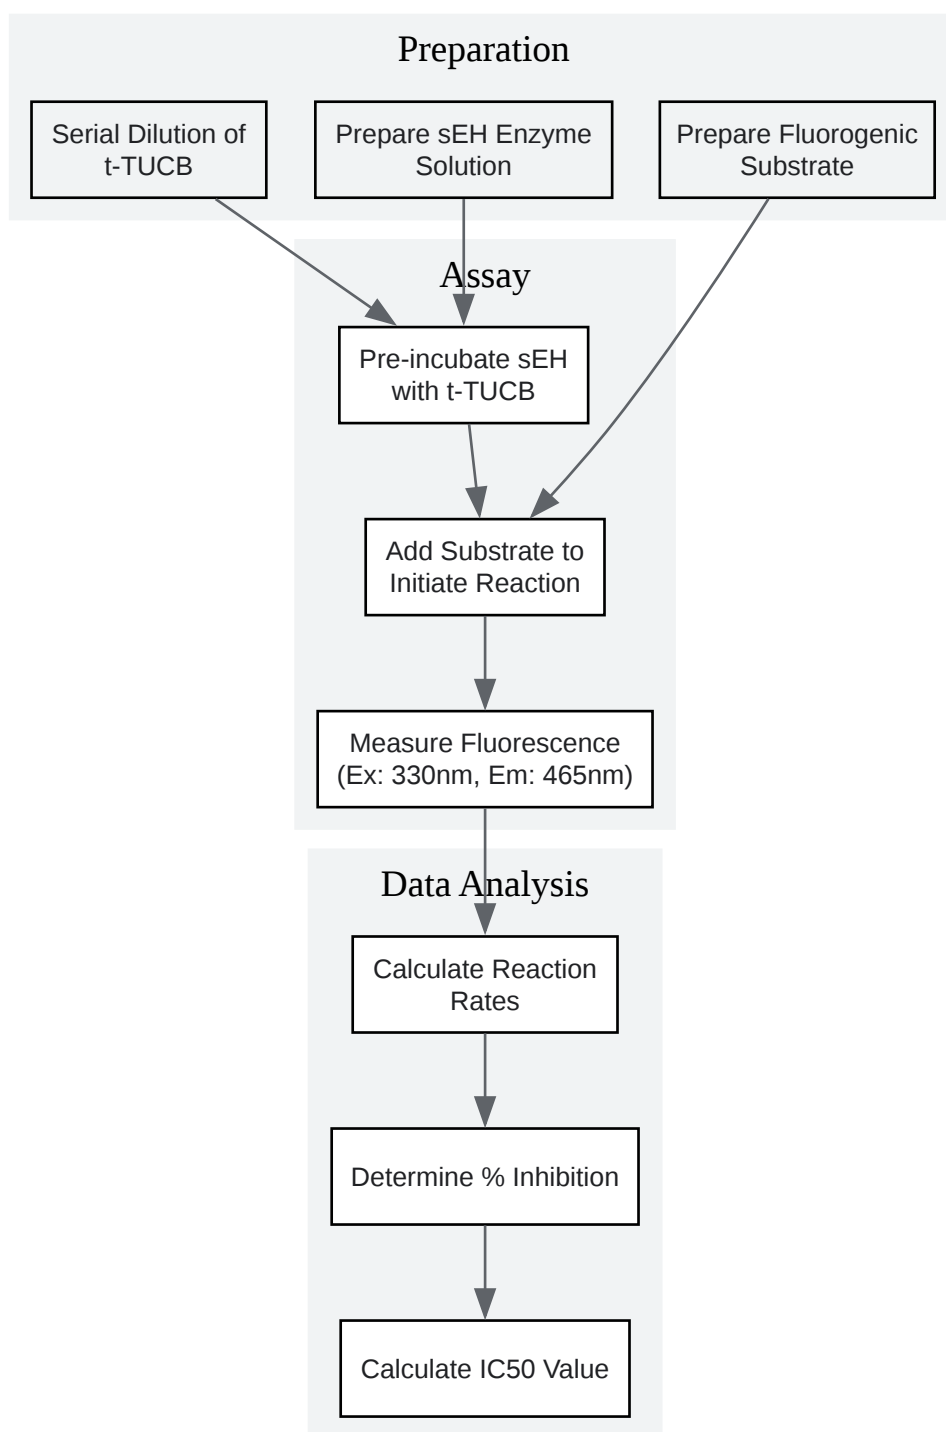 Preparation
Serial Dilution of
t-TUCB
Prepare sEH Enzyme
Solution
Prepare Fluorogenic
Substrate
Assay
Pre-incubate sEH
with t-TUCB
Add Substrate to
Initiate Reaction
Measure Fluorescence
(Ex: 330nm, Em: 465nm)
Data Analysis
Calculate Reaction
Rates
Determine % Inhibition
Calculate IC50 Value